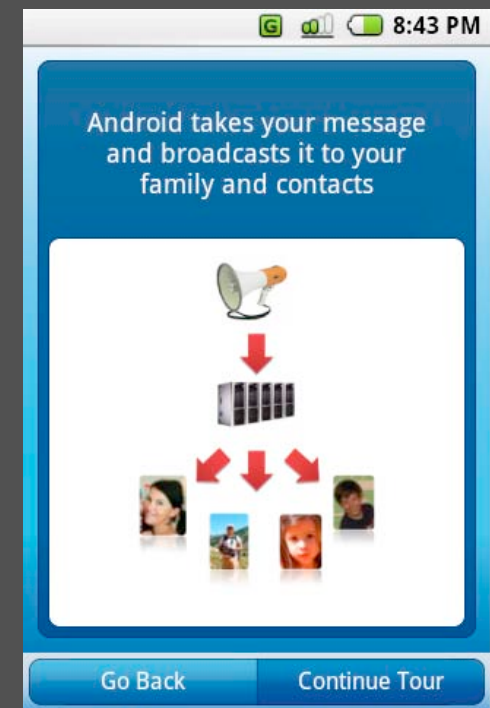 G 8:43 PM
Android takes your message
and broadcasts it to your
family and contacts
Go Back Continue Tour